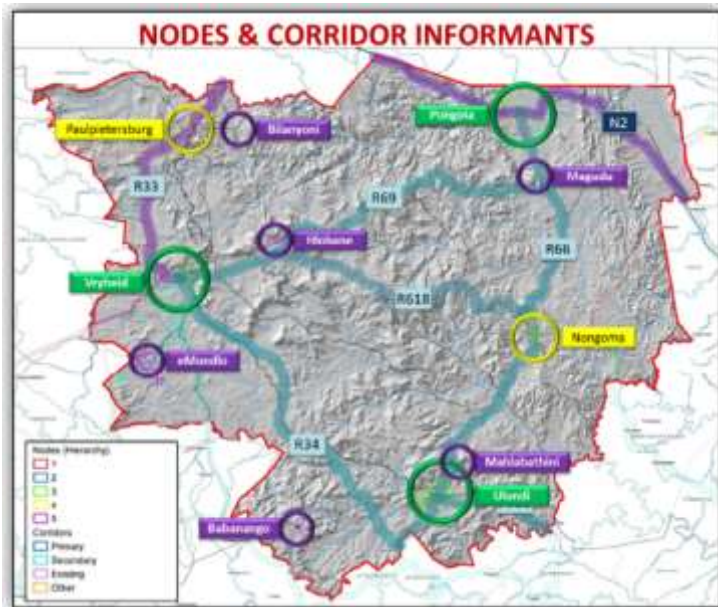 NODES & CORRIDOR INFORMANTS
Paulpietersburg
Bilanyoni
Pongola
N2
R33
R69
Magudu
Hlobane
R66
Vryheid
R618
Nongoma
eMondlo
R34
Mahlabathini
Ulundi
Babanango
Nodes (Hierarchy)
1
2
3
4
5
Corridors
Primary
Secondary
Existing
Other